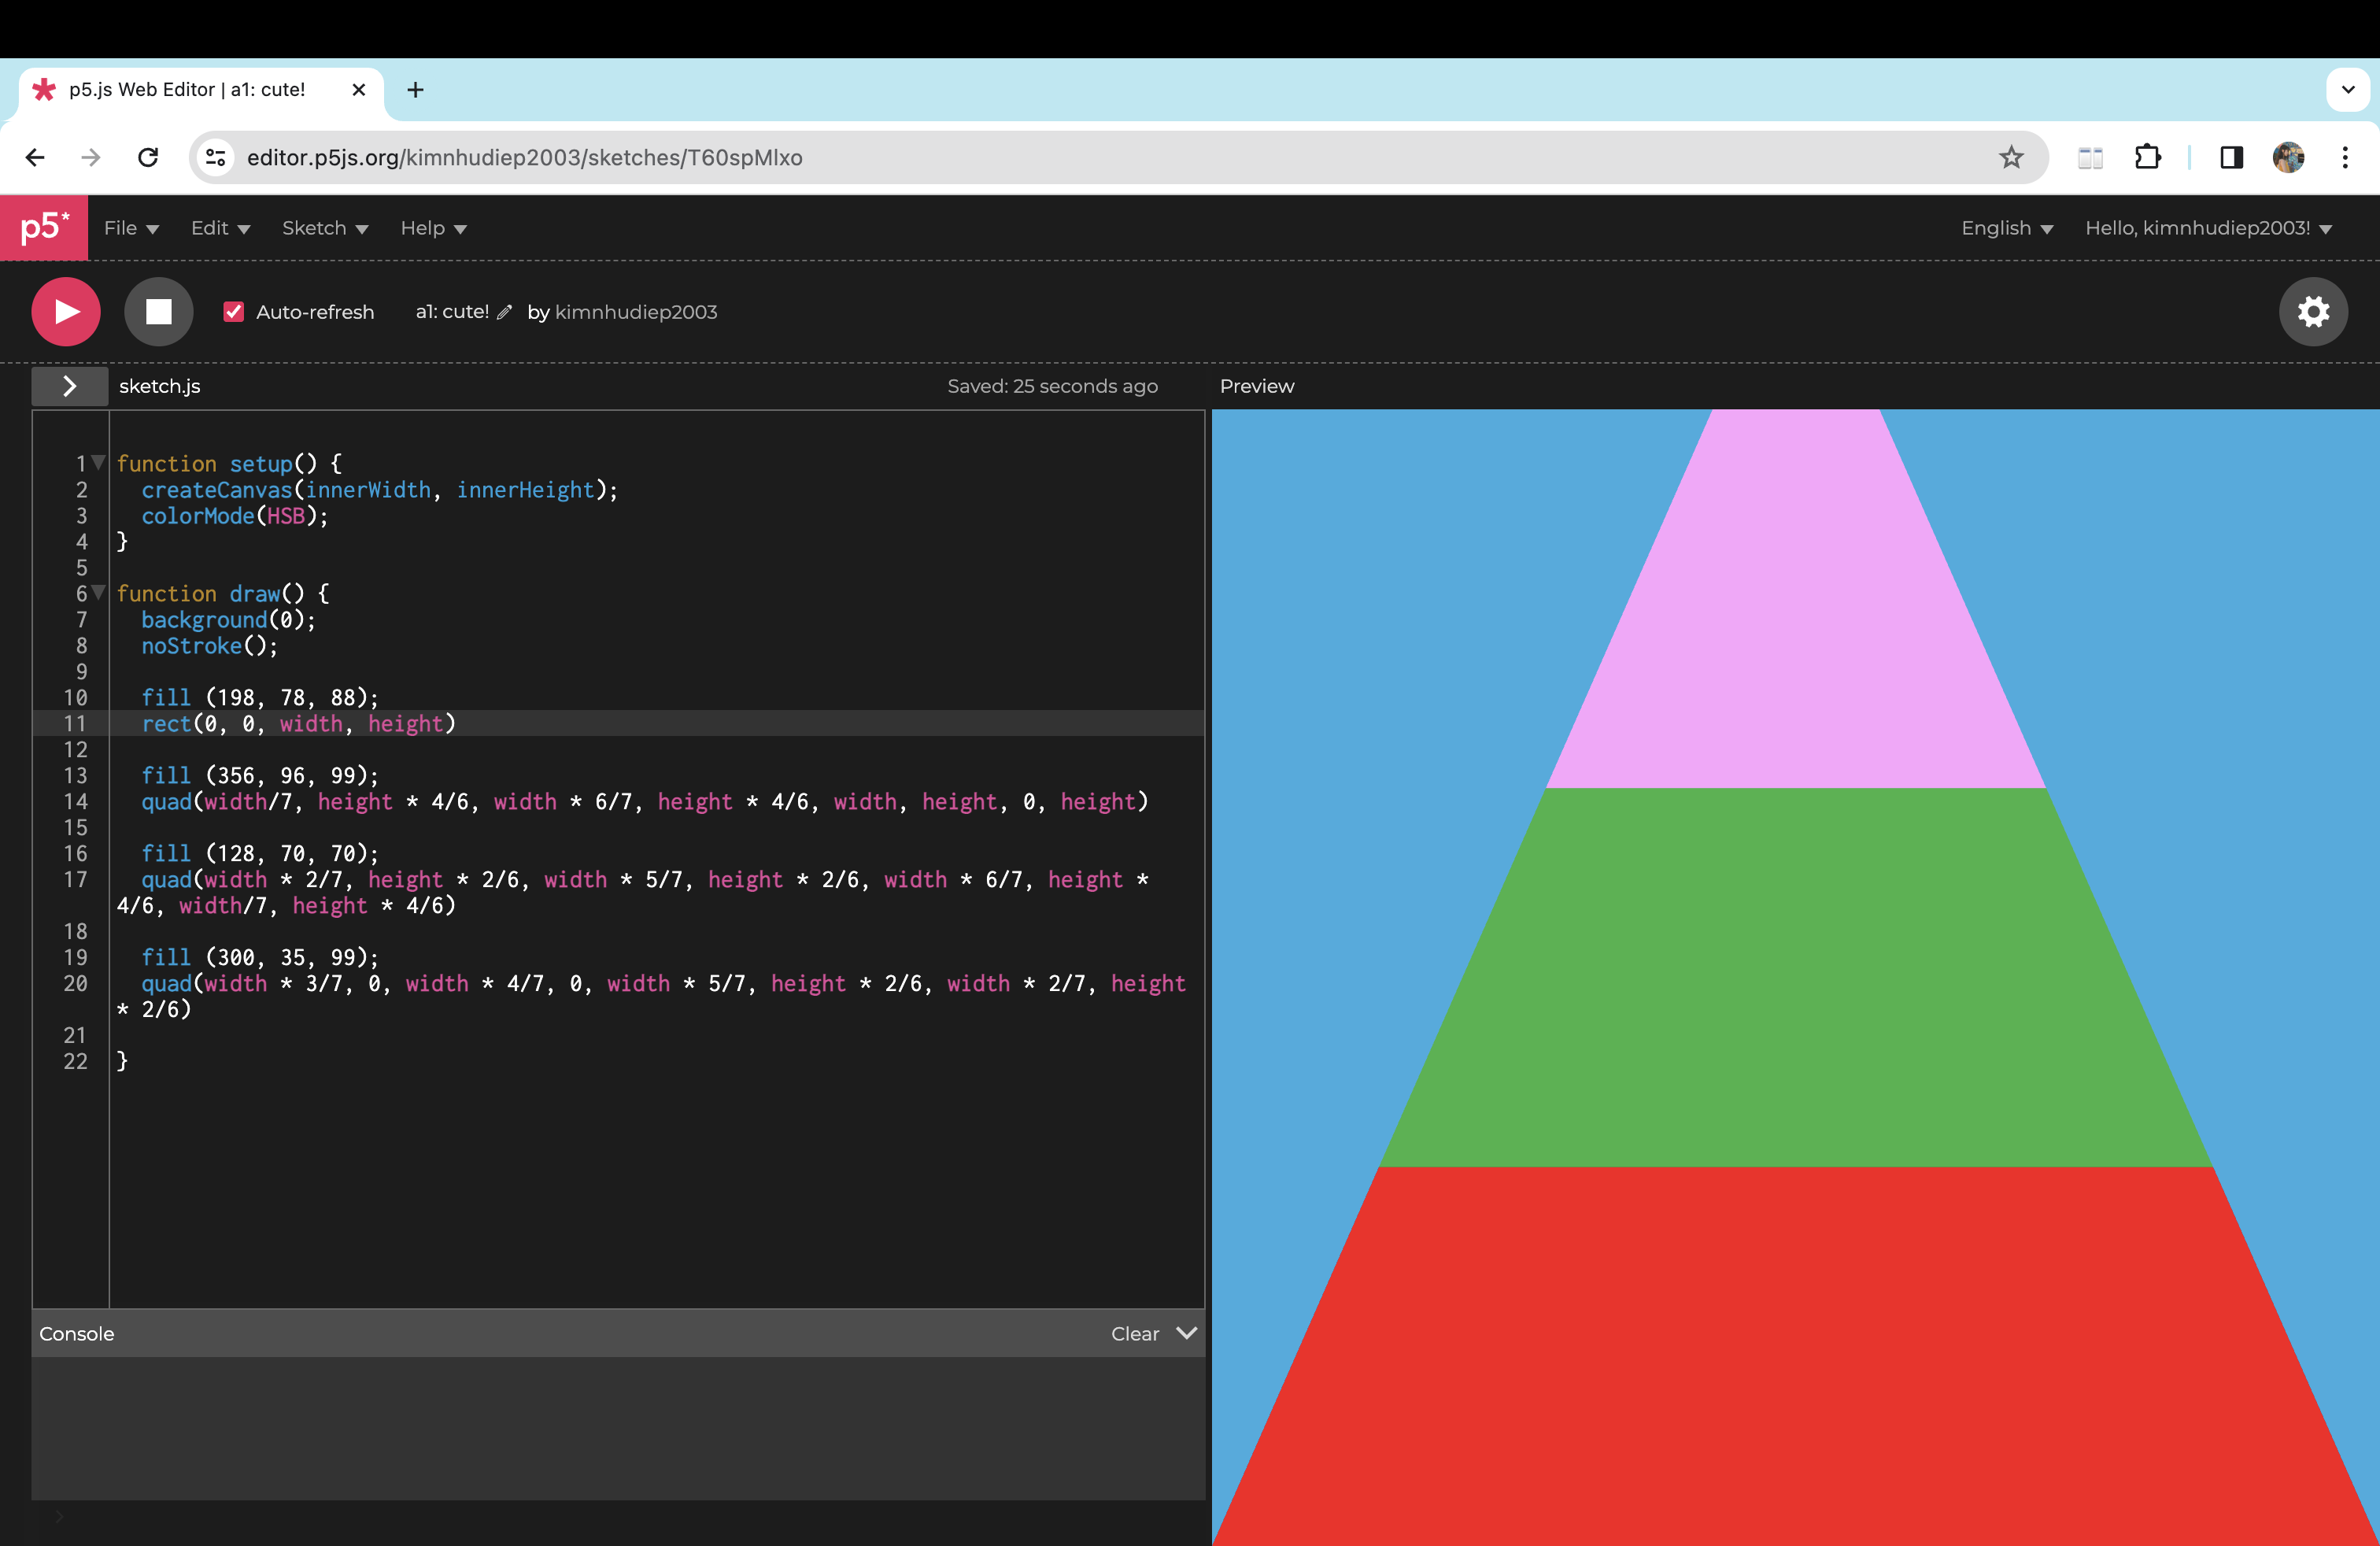 p5.js Web Editor | a1: cute!
editor.p5js.org/kimnhudiep2003/sketches/T60spMlxo
p5* File Edit Sketch Help English Hello, kimnhudiep2003!
Auto-refresh a1: cute! by kimnhudiep2003
sketch.js Saved: 25 seconds ago Preview
1 function setup() {
2   createCanvas(innerWidth, innerHeight);
3   colorMode(HSB);
4 }
5
6 function draw() {
7   background(0);
8   noStroke();
9
10   fill (198, 78, 88);
11   rect(0, 0, width, height)
12
13   fill (356, 96, 99);
14   quad(width/7, height * 4/6, width * 6/7, height * 4/6, width, height, 0, height)
15
16   fill (128, 70, 70);
17   quad(width * 2/7, height * 2/6, width * 5/7, height * 2/6, width * 6/7, height *
4/6, width/7, height * 4/6)
18
19   fill (300, 35, 99);
20   quad(width * 3/7, 0, width * 4/7, 0, width * 5/7, height * 2/6, width * 2/7, height
* 2/6)
21
22 }
Console Clear